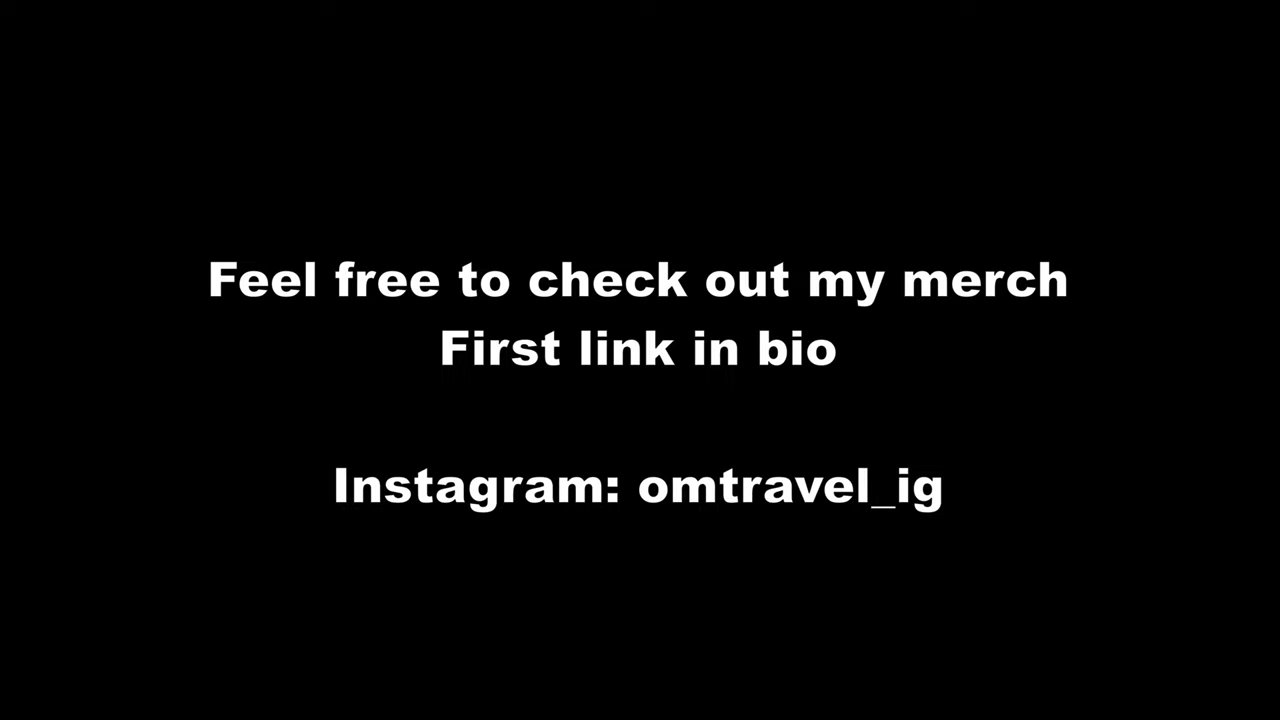 Feel free to check out my merch
First link in bio
Instagram: omtravel_ig